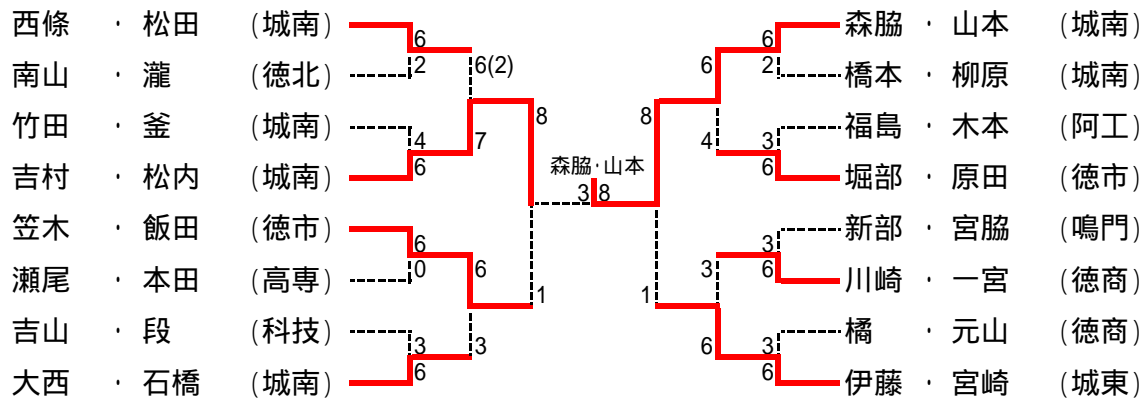 西條 ・ 松田 (城南) 6 6 森脇 ・ 山本 (城南)
南山 ・ 瀧 (徳北) 2 6(2) 6 2 橋本 ・ 柳原 (城南)
8 8
竹田 ・ 釜 (城南) 4 7 4 3 福島 ・ 木本 (阿工)
吉村 ・ 松内 (城南) 6 森脇・山本 6 堀部 ・ 原田 (徳市)
3 8
笠木 ・ 飯田 (徳市) 6 3 新部 ・ 宮脇 (鳴門)
瀬尾 ・ 本田 (高専) 0 6 3 6 川崎 ・ 一宮 (徳商)
1 1
吉山 ・ 段 (科技) 3 3 6 3 橘 ・ 元山 (徳商)
大西 ・ 石橋 (城南) 6 6 伊藤 ・ 宮崎 (城東)